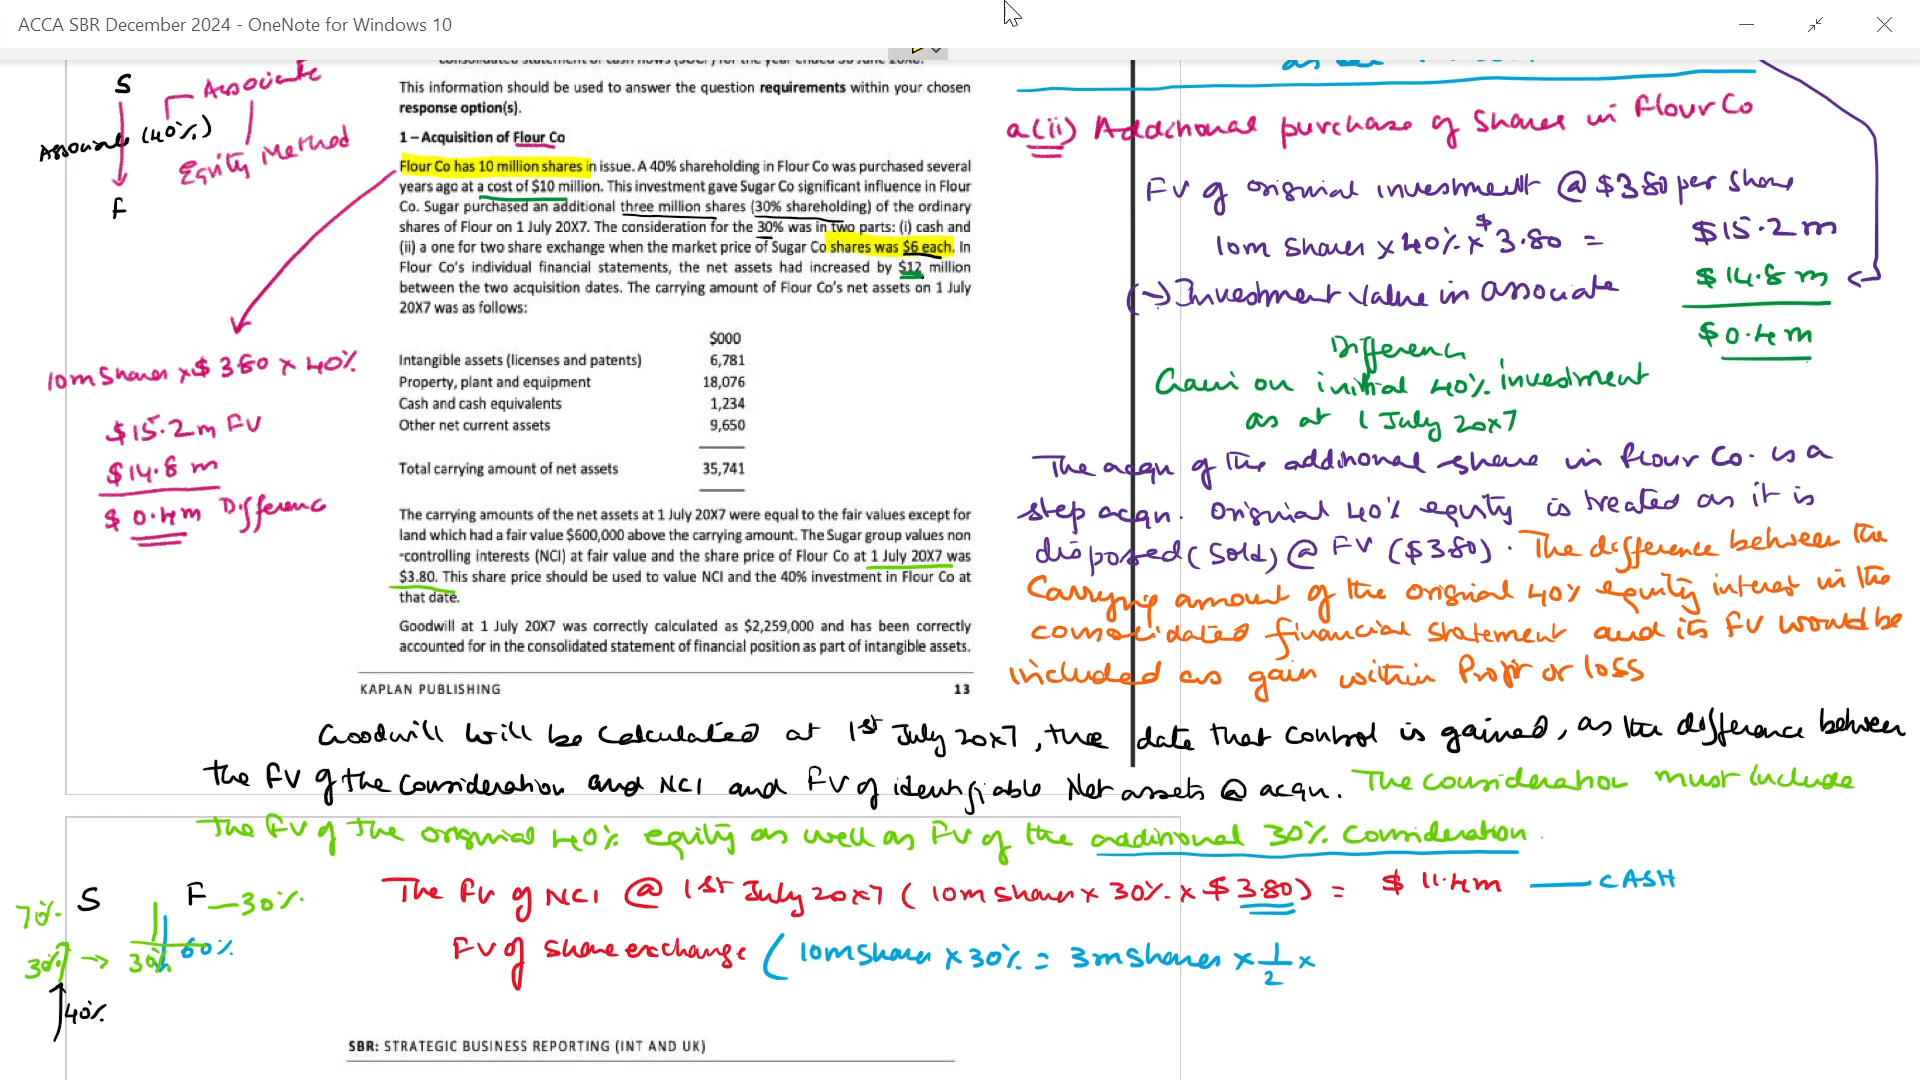 ACCA SBR December 2024 - OneNote for Windows 10
S
Associate
Associate (40%)
Equity Method
F
This information should be used to answer the question requirements within your chosen
response option(s).
1 – Acquisition of Flour Co
Flour Co has 10 million shares in issue. A 40% shareholding in Flour Co was purchased several
years ago at a cost of $10 million. This investment gave Sugar Co significant influence in Flour
Co. Sugar purchased an additional three million shares (30% shareholding) of the ordinary
shares of Flour on 1 July 20X7. The consideration for the 30% was in two parts: (i) cash and
(ii) a one for two share exchange when the market price of Sugar Co shares was $6 each. In
Flour Co's individual financial statements, the net assets had increased by $12 million
between the two acquisition dates. The carrying amount of Flour Co's net assets on 1 July
20X7 was as follows:
$000
Intangible assets (licenses and patents) 6,781
Property, plant and equipment 18,076
Cash and cash equivalents 1,234
Other net current assets 9,650
Total carrying amount of net assets 35,741
The carrying amounts of the net assets at 1 July 20X7 were equal to the fair values except for
land which had a fair value $600,000 above the carrying amount. The Sugar group values non
-controlling interests (NCI) at fair value and the share price of Flour Co at 1 July 20X7 was
$3.80. This share price should be used to value NCI and the 40% investment in Flour Co at
that date.
Goodwill at 1 July 20X7 was correctly calculated as $2,259,000 and has been correctly
accounted for in the consolidated statement of financial position as part of intangible assets.
KAPLAN PUBLISHING 13
10m Shares x $ 3.80 x 40%
$15.2m FV
$14.8 m
$ 0.4m Difference
a(ii) Additional purchase of Shares in Flour Co
FV of original investment @ $3.80 per share
10m Shares x 40% x $3.80 = $15.2m
(-) Investment Value in associate $14.8m
Difference $0.4m
Gain on initial 40% investment
as at 1 July 20x7
The acqn of the additional share in flour Co. is a
step acqn. Original 40% equity is treated as it is
disposed (Sold) @ FV ($3.80). The difference between the
Carrying amount of the original 40% equity interest in the
consolidated financial statement and its FV would be
included as gain within Profit or loss
Goodwill will be calculated at 1st July 20x7, the date that control is gained, as the difference between
the FV of the Consideration and NCI and FV of identifiable Net assets @ acqn. The consideration must include
the FV of the original 40% equity as well as FV of the additional 30% consideration.
The FV of NCI @ 1st July 20x7 (10m shares x 30% x $3.80) = $11.4m — CASH
FV of share exchange (10m share x 30% = 3m shares x 1/2 x
70% S F — 30%
30% → 30% 60%
40%
SBR: STRATEGIC BUSINESS REPORTING (INT AND UK)